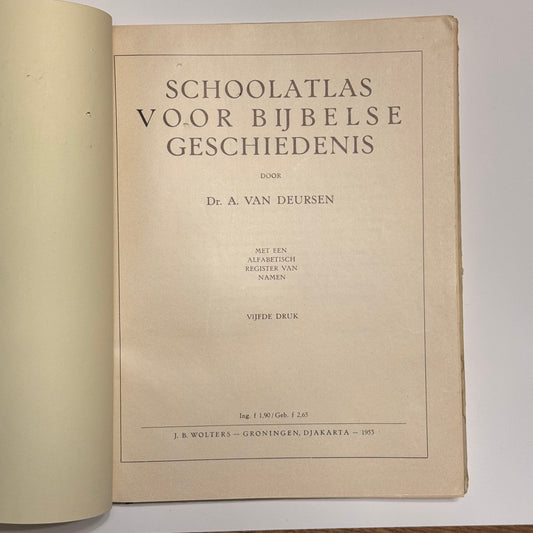 SCHOOLATLAS
VOOR BIJBELSE
GESCHIEDENIS
DOOR
Dr. A. VAN DEURSEN
MET EEN
ALFABETISCH
REGISTER VAN
NAMEN
VIJFDE DRUK
Ing. f 1,90 / Geb. f 2,65
J. B. WOLTERS — GRONINGEN, DJAKARTA — 1953